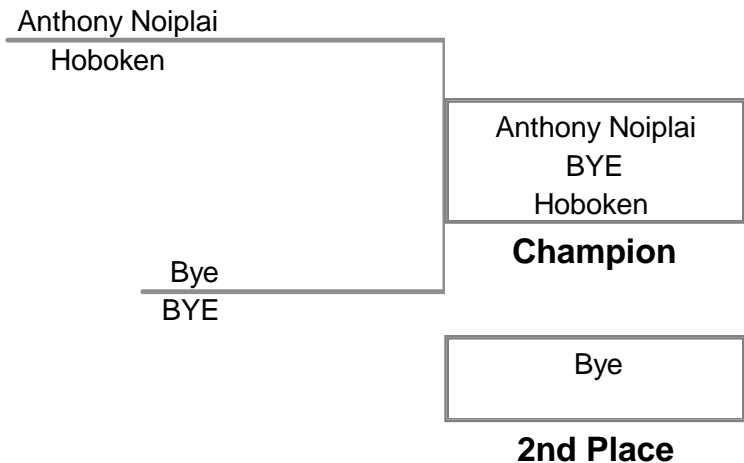 Anthony Noiplai
Hoboken
Anthony Noiplai
BYE
Hoboken
Champion
Bye
BYE
Bye
2nd Place